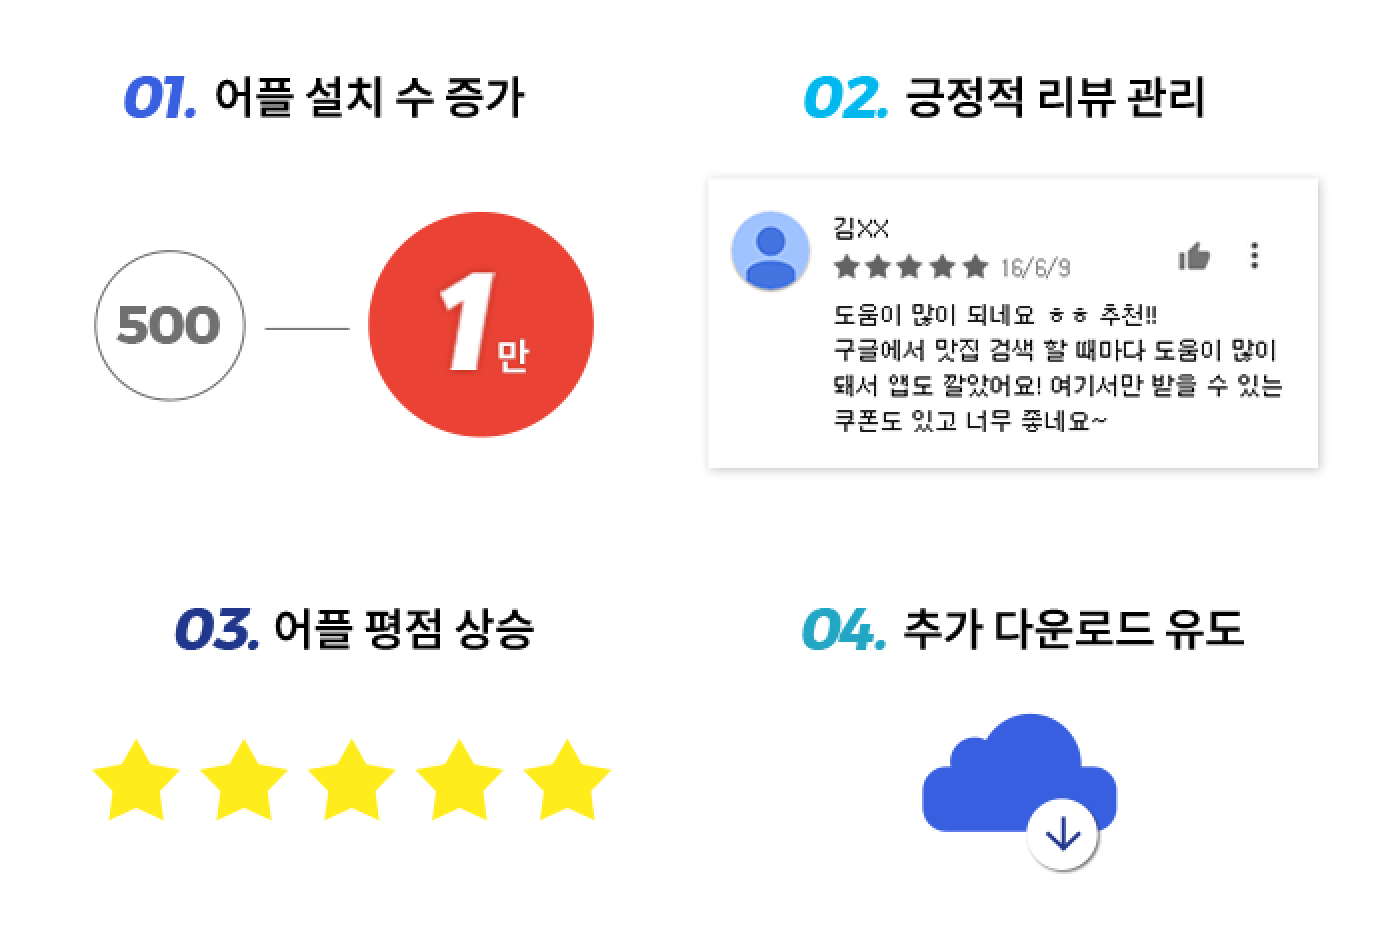 01. 어플 설치 수 증가
500
1만
02. 긍정적 리뷰 관리
김XX
16/6/9
도움이 많이 되네요 ㅎㅎ 추천!!
구글에서 맛집 검색 할 때마다 도움이 많이
돼서 앱도 깔았어요! 여기서만 받을 수 있는
쿠폰도 있고 너무 좋네요~
03. 어플 평점 상승
04. 추가 다운로드 유도